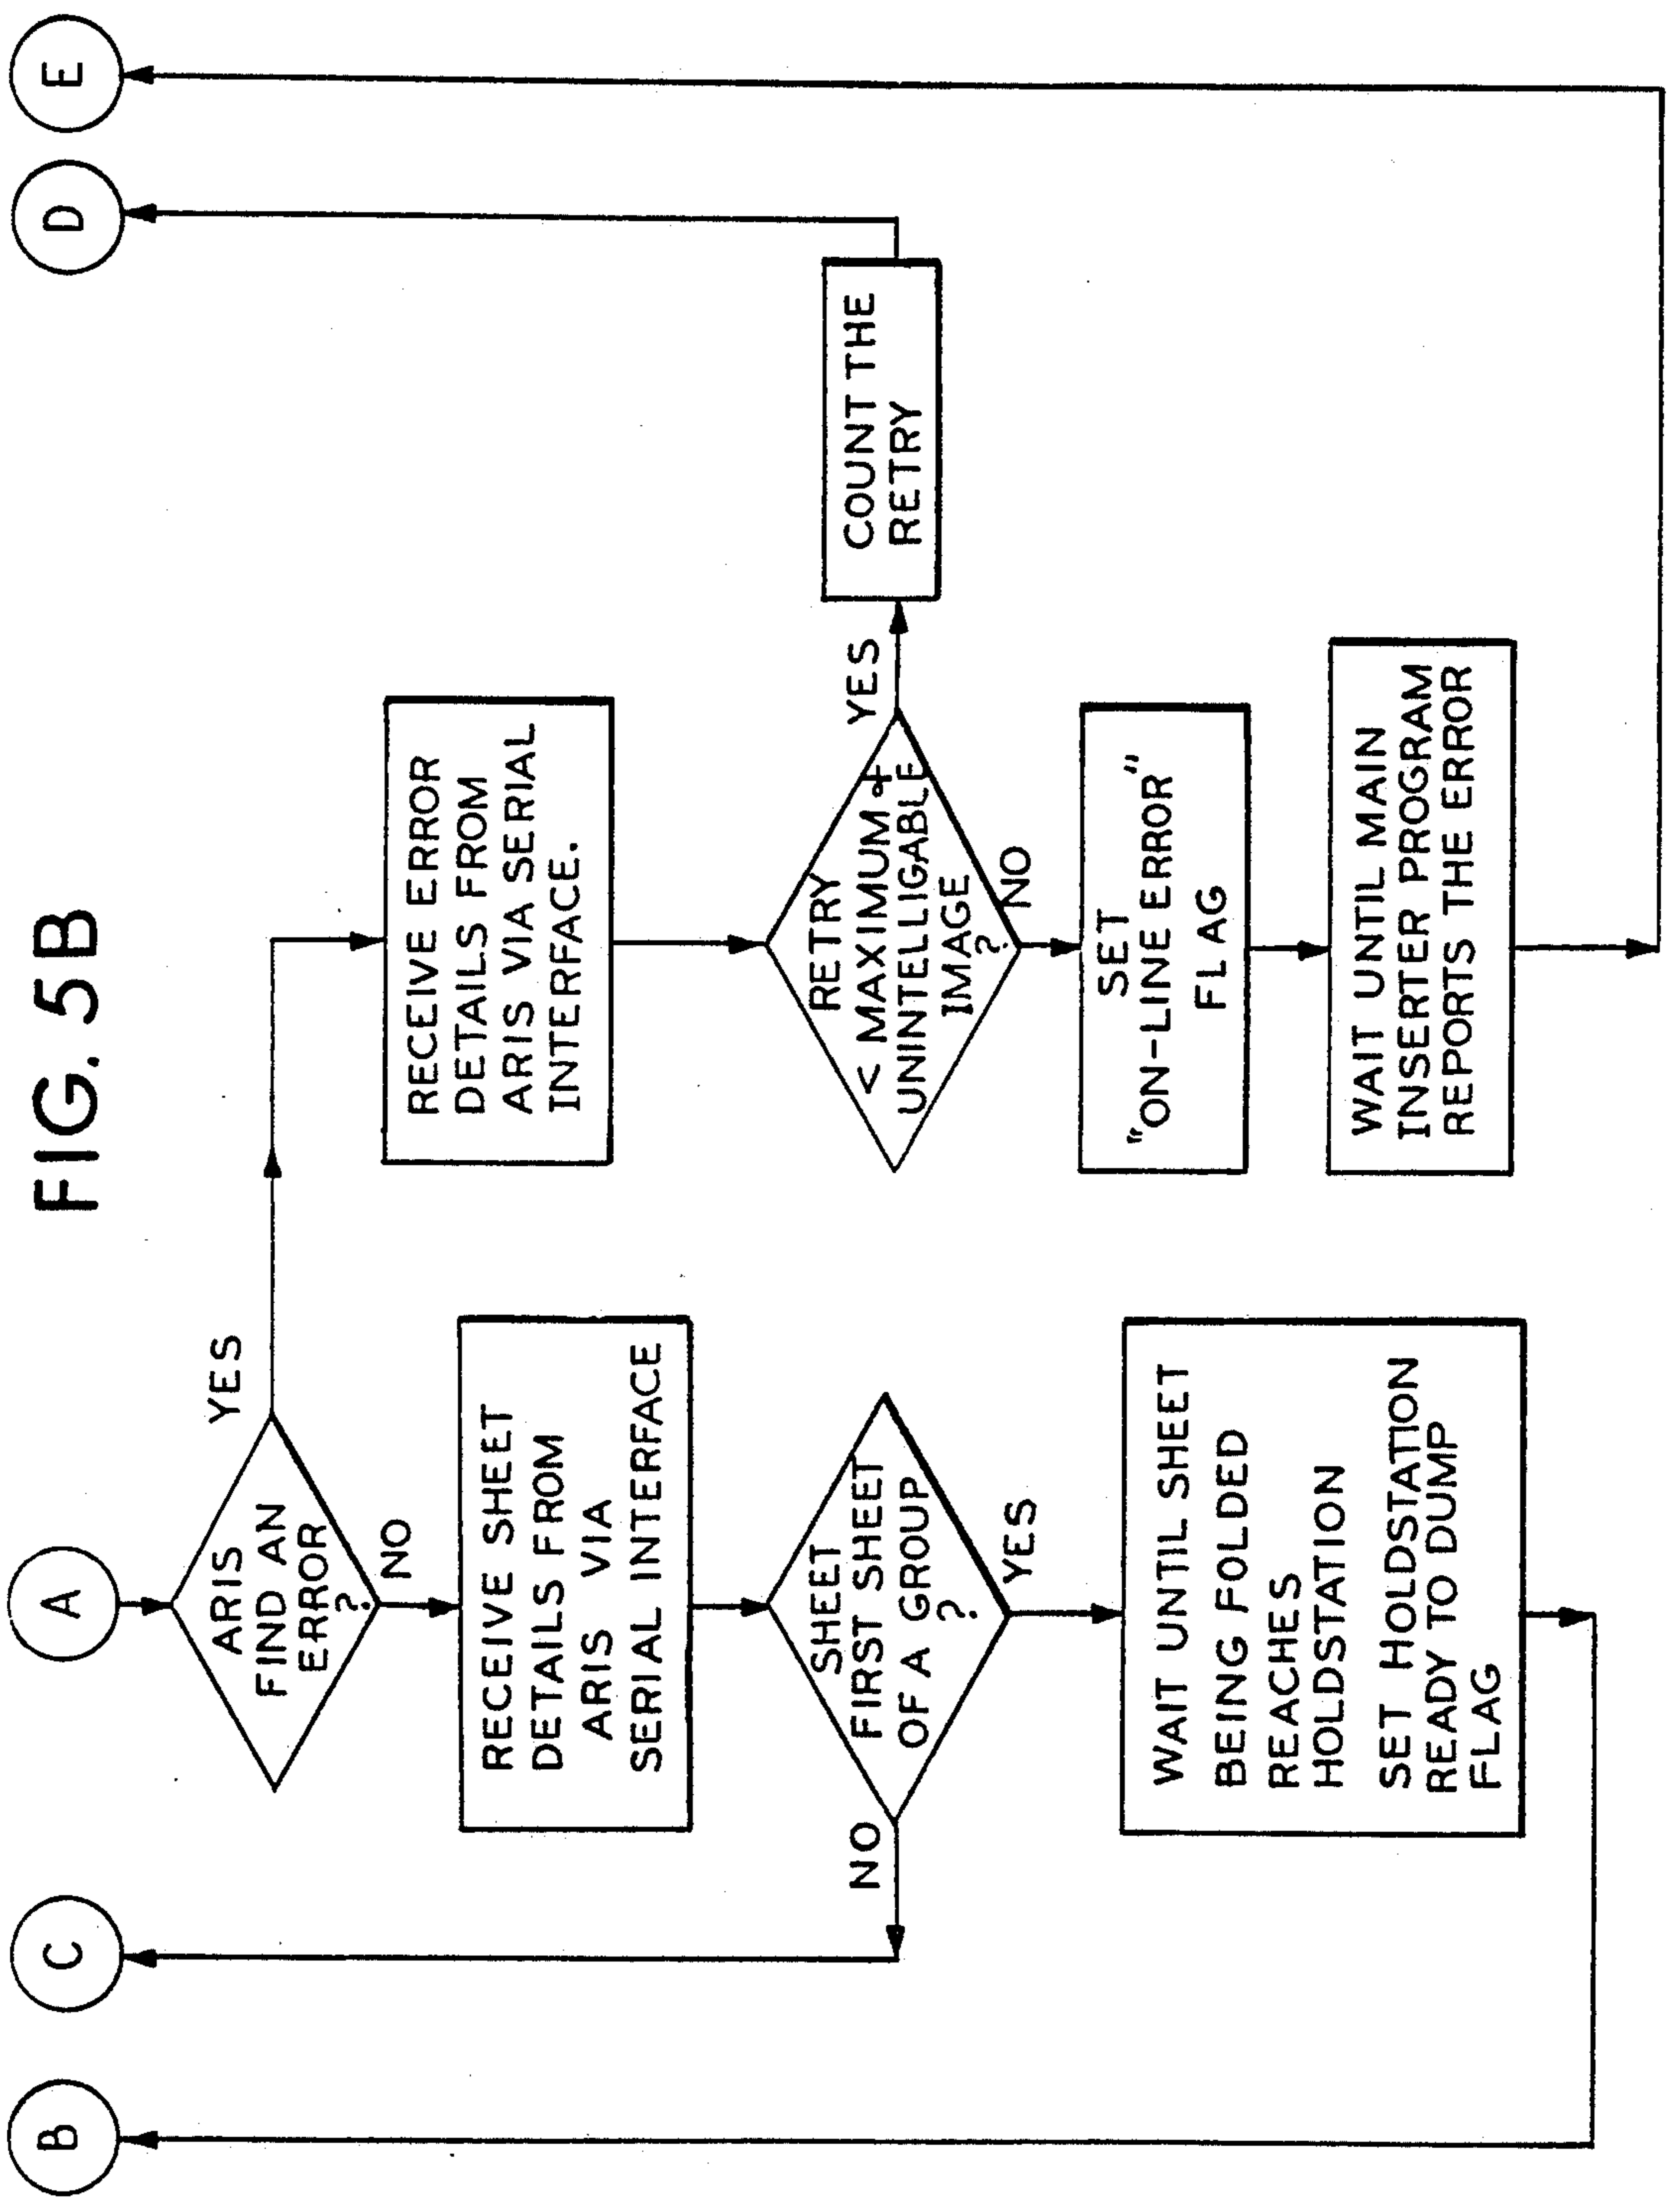 FIG. 5B
B
C
A
D
E
ARIS
FIND AN
ERROR
?
YES
NO
RECEIVE SHEET
DETAILS FROM
ARIS VIA
SERIAL INTERFACE
SHEET
FIRST SHEET
OF A GROUP
?
NO
YES
WAIT UNTIL SHEET
BEING FOLDED
REACHES
HOLDSTATION
SET HOLDSTATION
READY TO DUMP
FLAG
RECEIVE ERROR
DETAILS FROM
ARIS VIA SERIAL
INTERFACE.
RETRY
< MAXIMUM &
UNINTELLIGABLE
IMAGE
?
YES
NO
COUNT THE
RETRY
SET
"ON-LINE ERROR"
FLAG
WAIT UNTIL MAIN
INSERTER PROGRAM
REPORTS THE ERROR